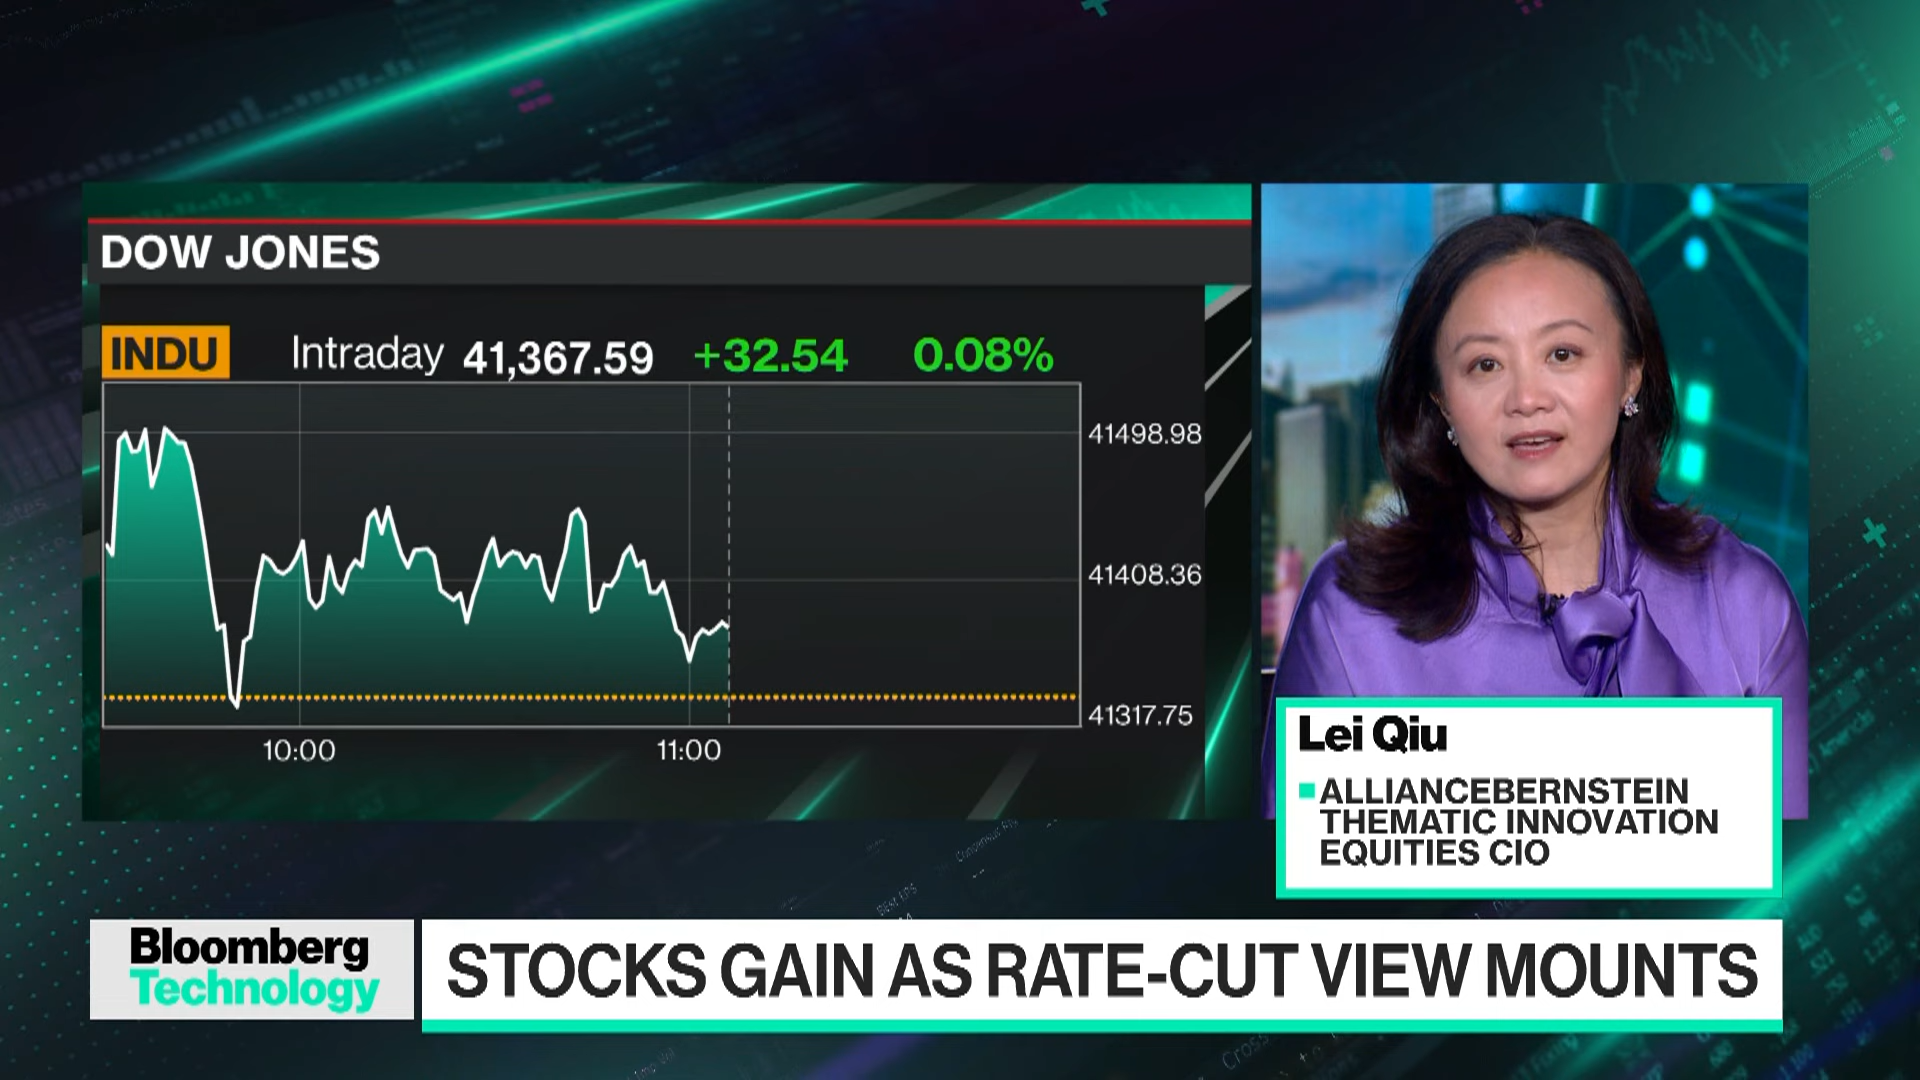 DOW JONES
INDU Intraday 41,367.59 +32.54 0.08%
41498.98
41408.36
41317.75
10:00 11:00
Lei Qiu
ALLIANCEBERNSTEIN
THEMATIC INNOVATION
EQUITIES CIO
Bloomberg
Technology
STOCKS GAIN AS RATE-CUT VIEW MOUNTS